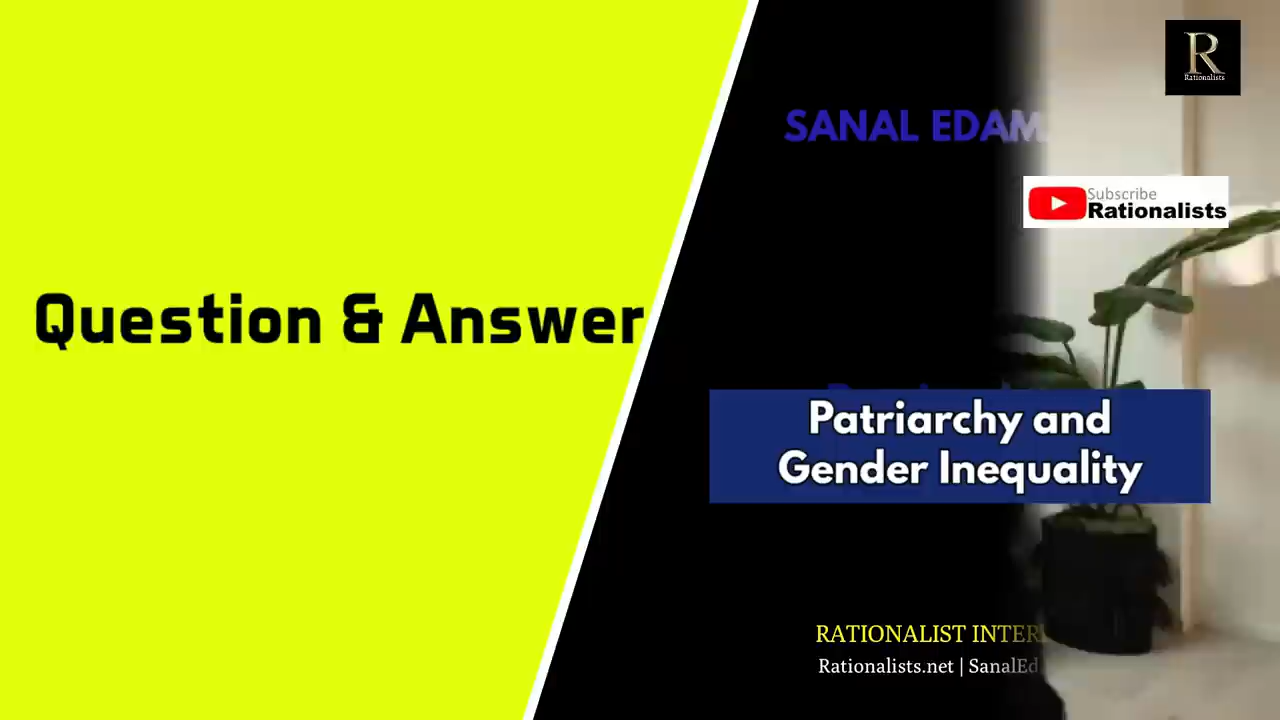 R
Rationalists
SANAL EDAM
Subscribe
Rationalists
Question & Answer
Patriarchy and
Gender Inequality
RATIONALIST INTER
Rationalists.net | SanalEd